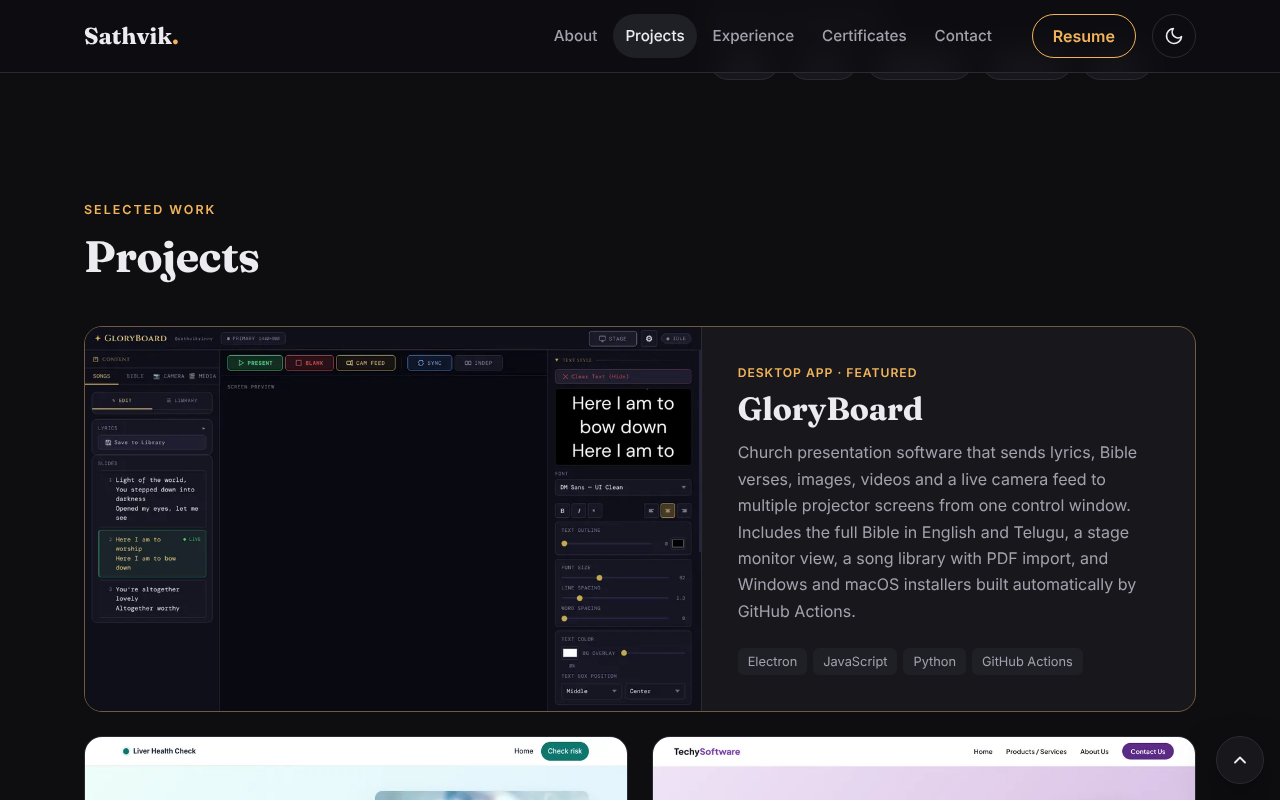 Sathvik.
About
Projects
Experience
Certificates
Contact
Resume
SELECTED WORK
Projects
GLORYBOARD
STAGE
IDLE
CONTENT
SONGS
BIBLE
CAMERA
MEDIA
PRESENT
BLANK
CAM FEED
SYNC
INDEP
SCREEN PREVIEW
EDIT
LIBRARY
LYRICS
Save to Library
SLIDES
1 Light of the world,
You stepped down into
darkness
Opened my eyes, let me
see
2 Here I am to
worship
Here I am to bow
down
LIVE
3 You're altogether
lovely
Altogether worthy
TEXT STYLE
Clear Text (Hide)
Here I am to
bow down
Here I am to
FONT
DM Sans — UI Clean
B
I
TEXT OUTLINE
FONT SIZE
LINE SPACING
WORD SPACING
TEXT COLOR
BG OVERLAY
TEXT BOX POSITION
Middle
Center
DESKTOP APP · FEATURED
GloryBoard
Church presentation software that sends lyrics, Bible
verses, images, videos and a live camera feed to
multiple projector screens from one control window.
Includes the full Bible in English and Telugu, a stage
monitor view, a song library with PDF import, and
Windows and macOS installers built automatically by
GitHub Actions.
Electron
JavaScript
Python
GitHub Actions
Liver Health Check
Home
Check risk
TechySoftware
Home
Products / Services
About Us
Contact Us